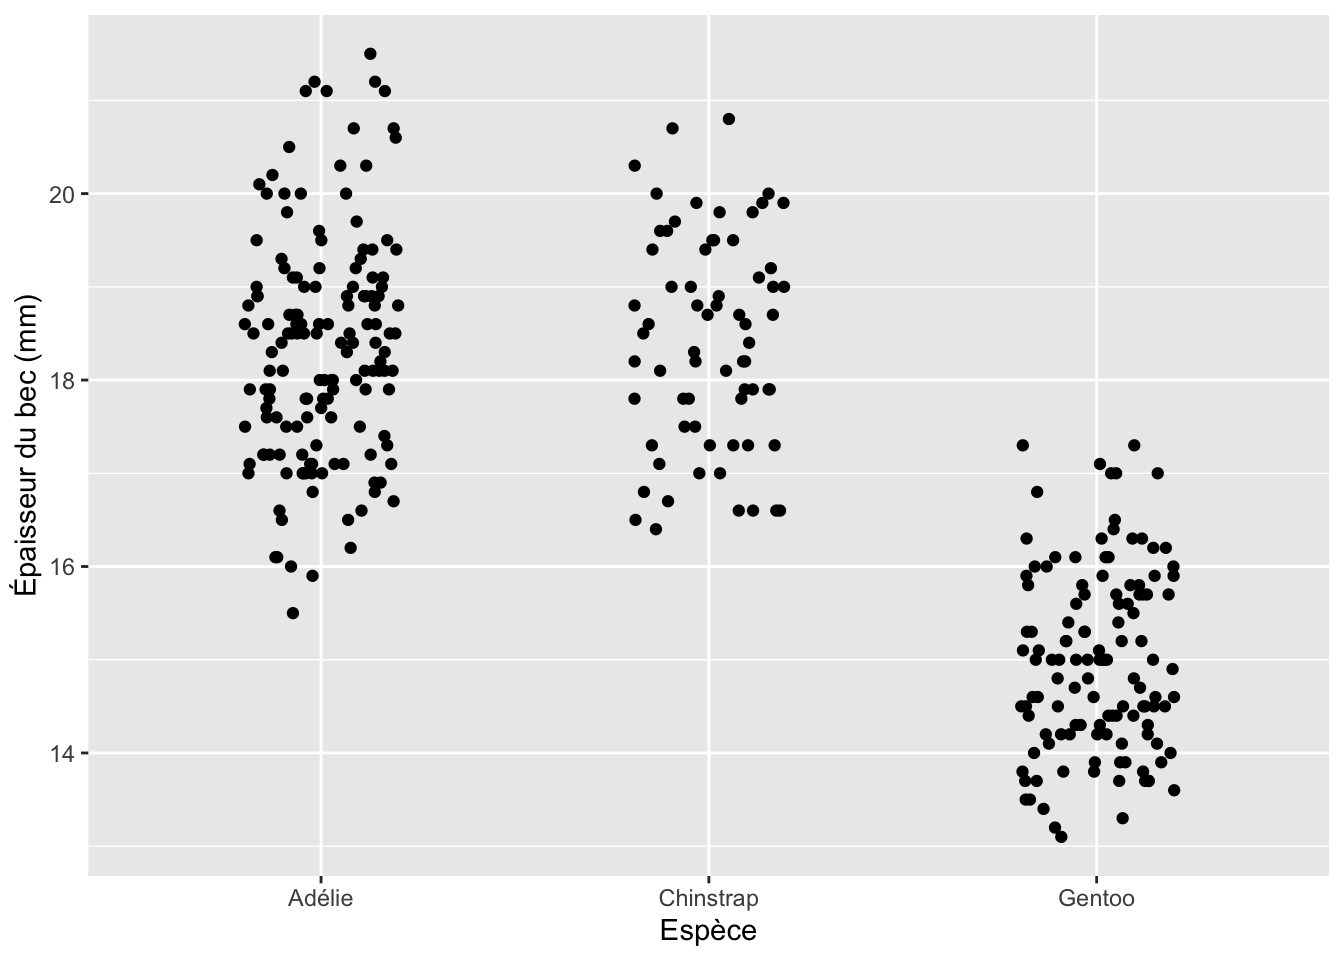 Épaisseur du bec (mm)
20
18
16
14
Adélie
Chinstrap
Gentoo
Espèce